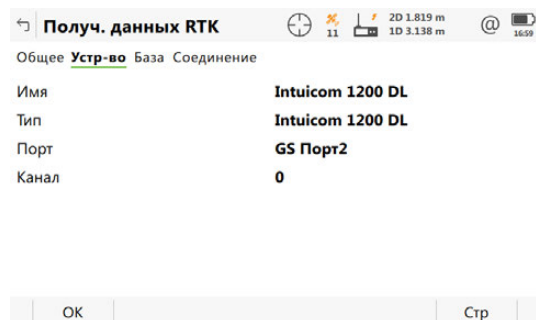 Получ. данных RTK 11 2D 1.819 m
1D 3.138 m @ 16:59
Общее Устр-во База Соединение
Имя Intuicom 1200 DL
Тип Intuicom 1200 DL
Порт GS Порт2
Канал 0
OK Стр